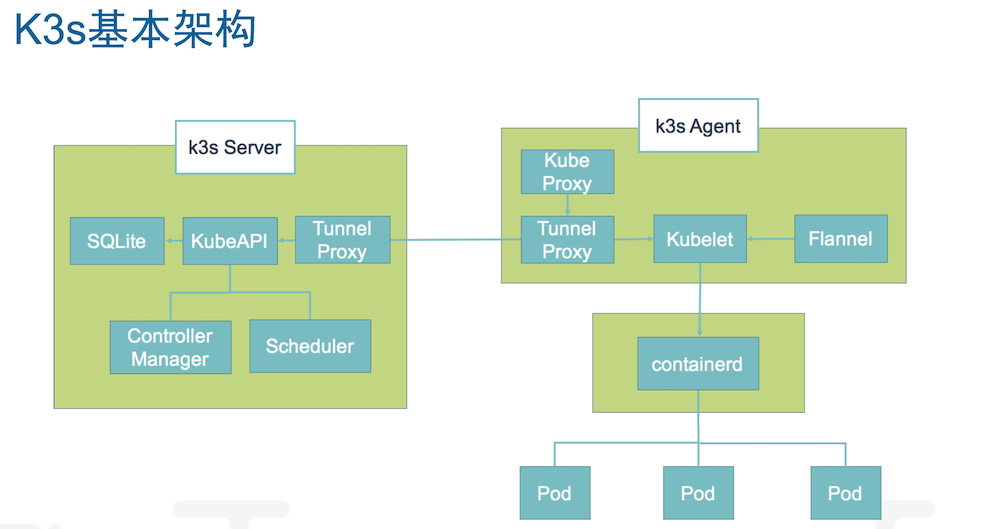 K3s基本架构
k3s Server
SQLite
KubeAPI
Tunnel
Proxy
Controller
Manager
Scheduler
k3s Agent
Kube
Proxy
Tunnel
Proxy
Kubelet
Flannel
containerd
Pod
Pod
Pod